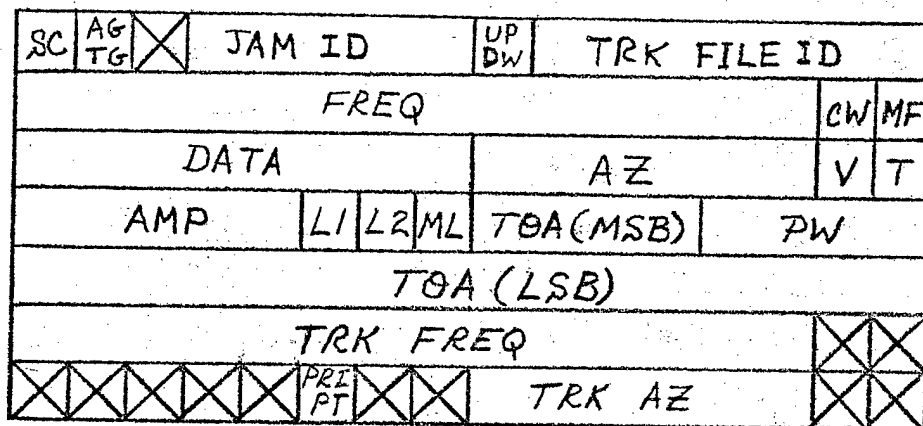 SC AG TG JAM ID UP DW TRK FILE ID
FREQ CW MF
DATA AZ V T
AMP L1 L2 ML TOA(MSB) PW
TOA (LSB)
TRK FREQ
PRI PT TRK AZ